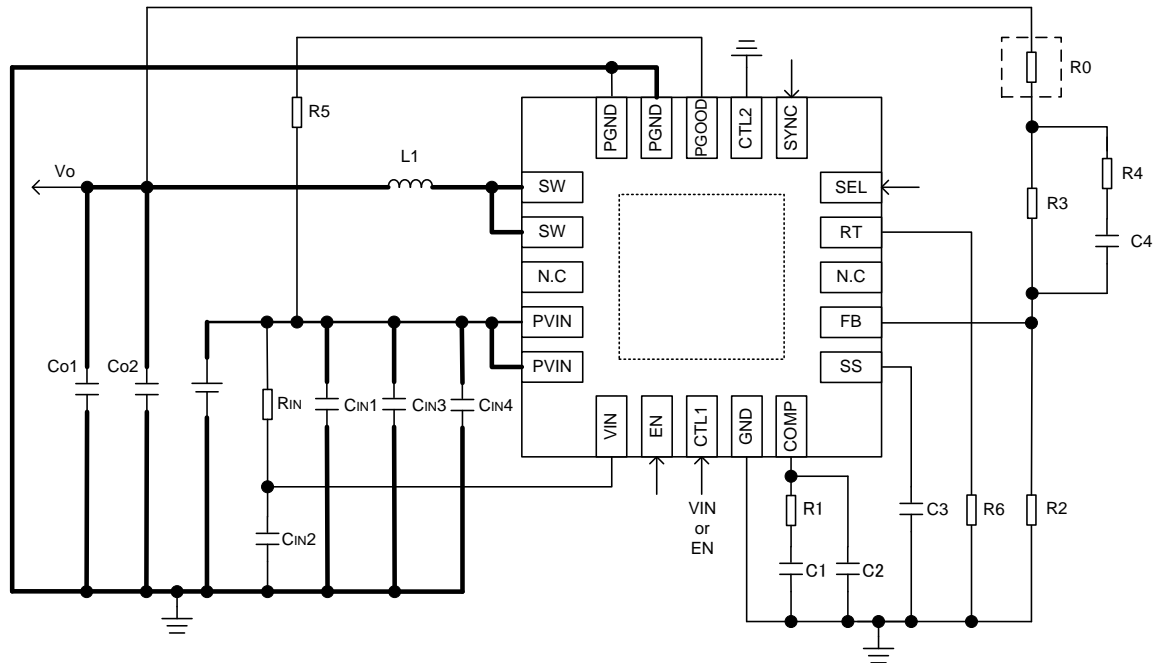 R5
R0
PGND
PGND
PGOOD
CTL2
SYNC
L1
Vo
SW
SEL
R4
R3
SW
RT
C4
N.C
N.C
PVIN
FB
Co1
Co2
PVIN
SS
RIN
CIN1
CIN3
CIN4
VIN
EN
CTL1
GND
COMP
VIN
or
EN
R1
C3
R6
R2
CIN2
C1
C2